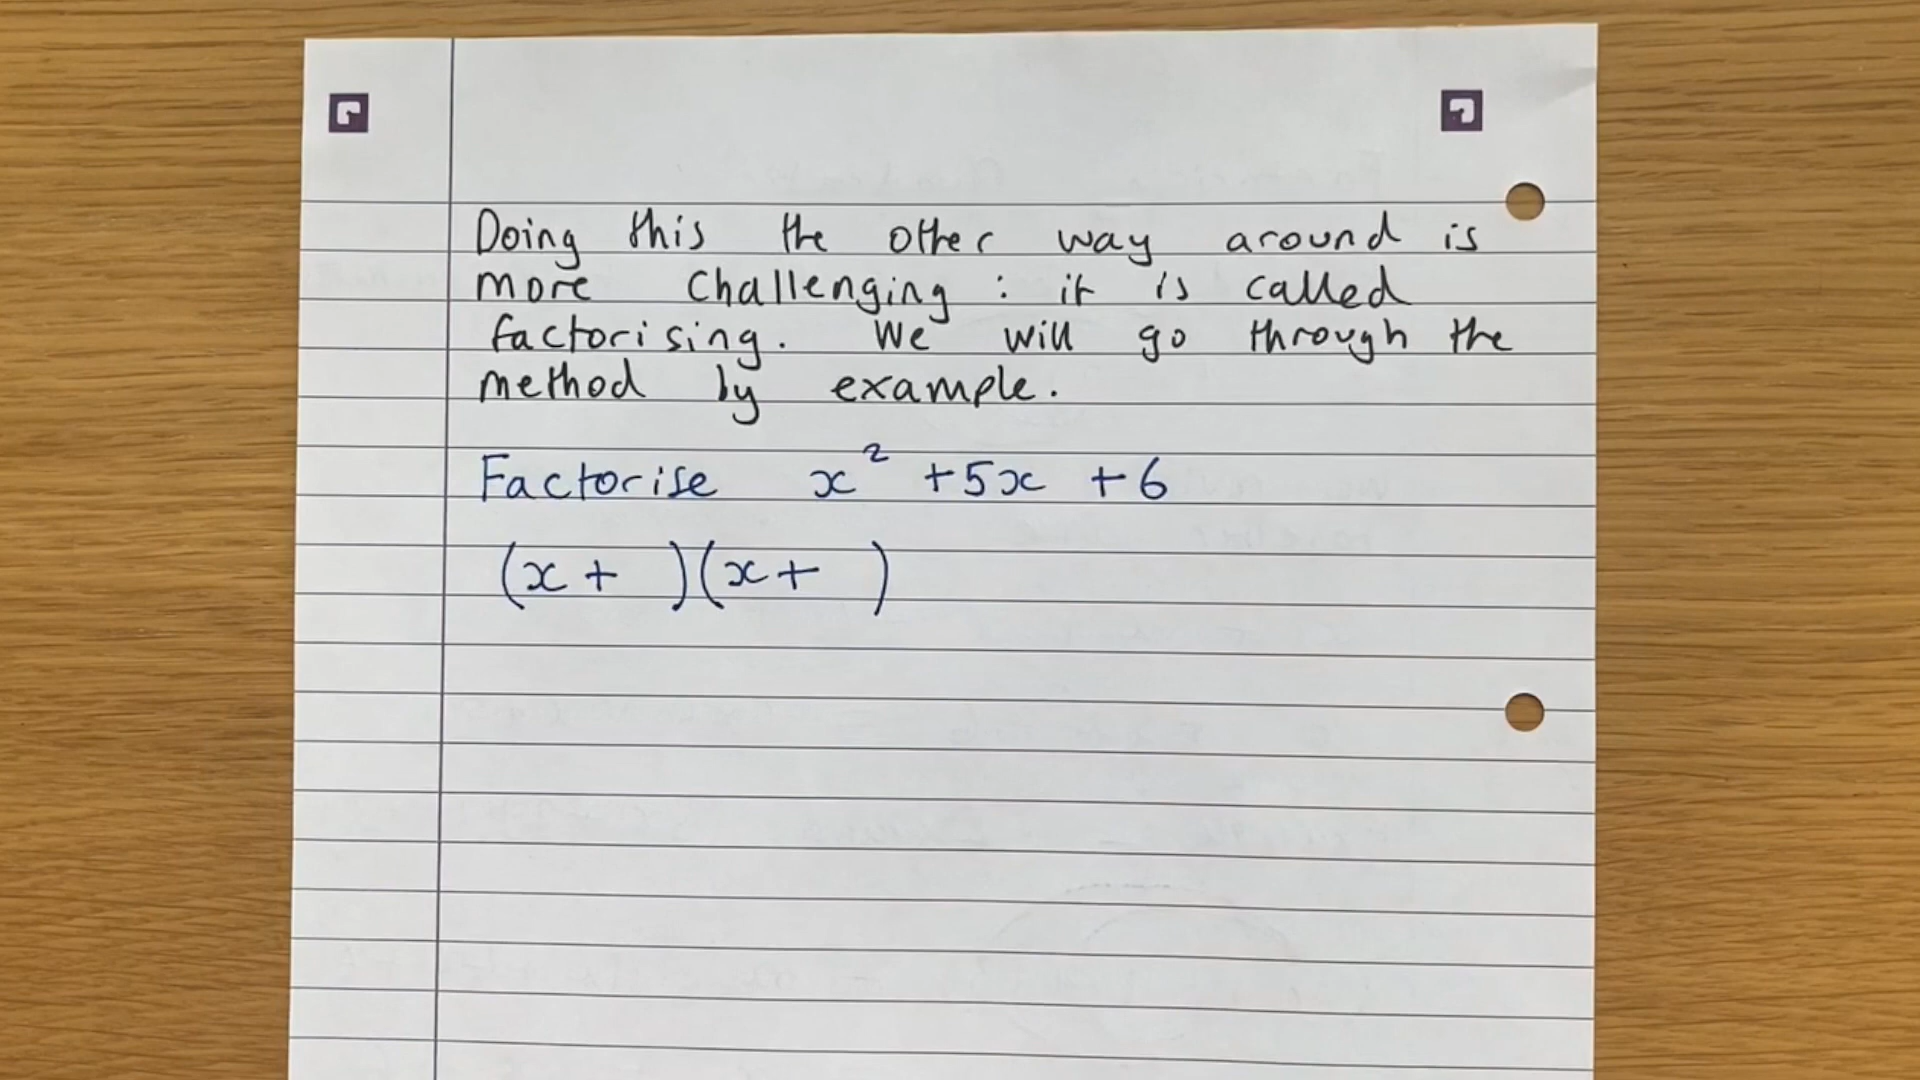 Doing this the other way around is
more challenging : it is called
factorising. We will go through the
method by example.
Factorise x² +5x +6
(x + )(x + )